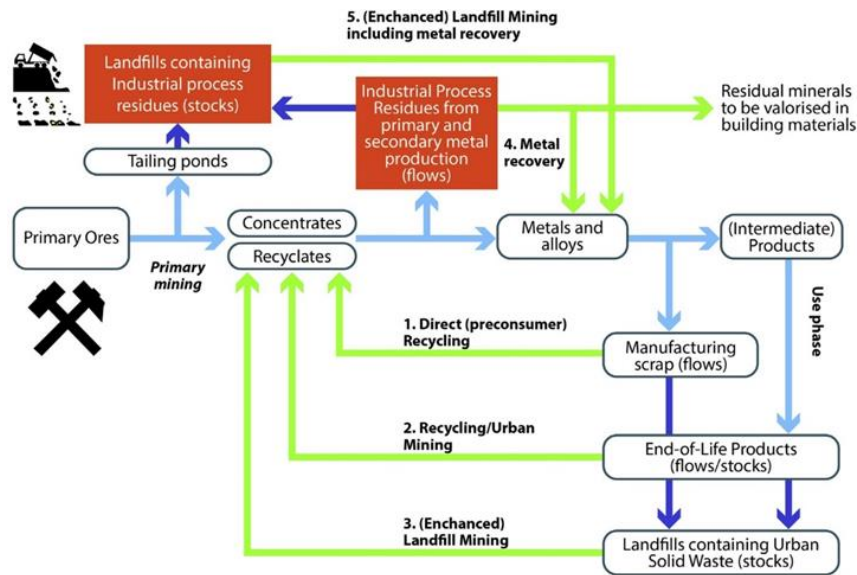 5. (Enchanced) Landfill Mining
including metal recovery
Landfills containing
Industrial process
residues (stocks)
Industrial Process
Residues from
primary and
secondary metal
production
(flows)
Residual minerals
to be valorised in
building materials
4. Metal
recovery
Tailing ponds
Primary Ores
Primary
mining
Concentrates
Recyclates
Metals and
alloys
(Intermediate)
Products
Use phase
1. Direct (preconsumer)
Recycling
Manufacturing
scrap (flows)
2. Recycling/Urban
Mining
End-of-Life Products
(flows/stocks)
3. (Enchanced)
Landfill Mining
Landfills containing Urban
Solid Waste (stocks)